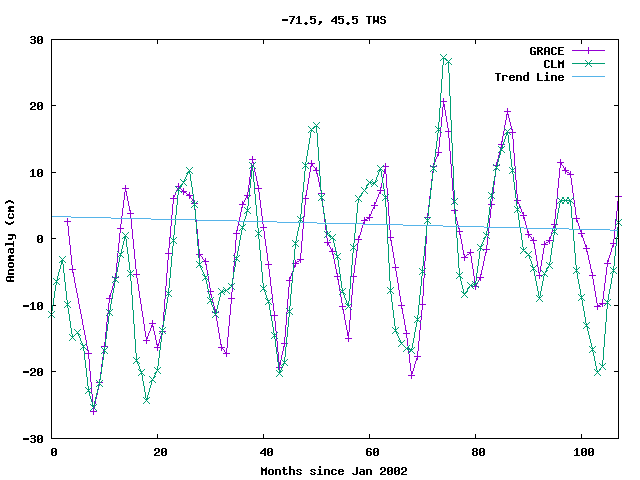 -71.5, 45.5 TWS
GRACE
CLM
Trend Line
30
20
10
0
-10
-20
-30
Anomaly (cm)
0 20 40 60 80 100
Months since Jan 2002